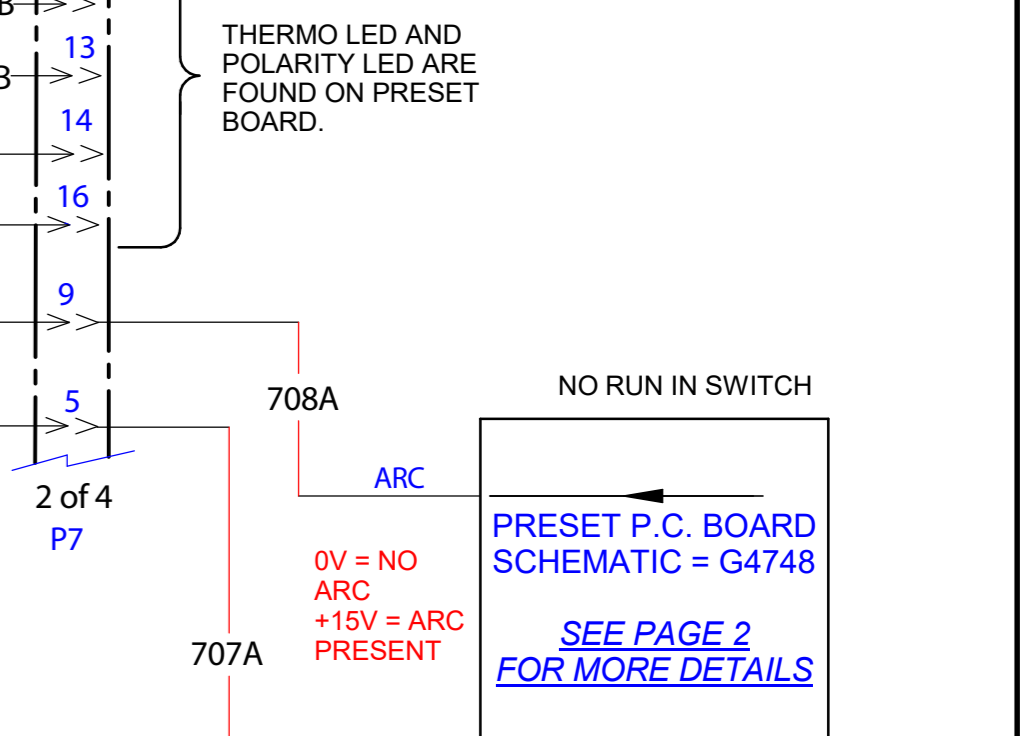 B
13
B
14
16
9
5
2 of 4
P7
THERMO LED AND
POLARITY LED ARE
FOUND ON PRESET
BOARD.
708A
707A
ARC
0V = NO
ARC
+15V = ARC
PRESENT
NO RUN IN SWITCH
PRESET P.C. BOARD
SCHEMATIC = G4748
SEE PAGE 2
FOR MORE DETAILS